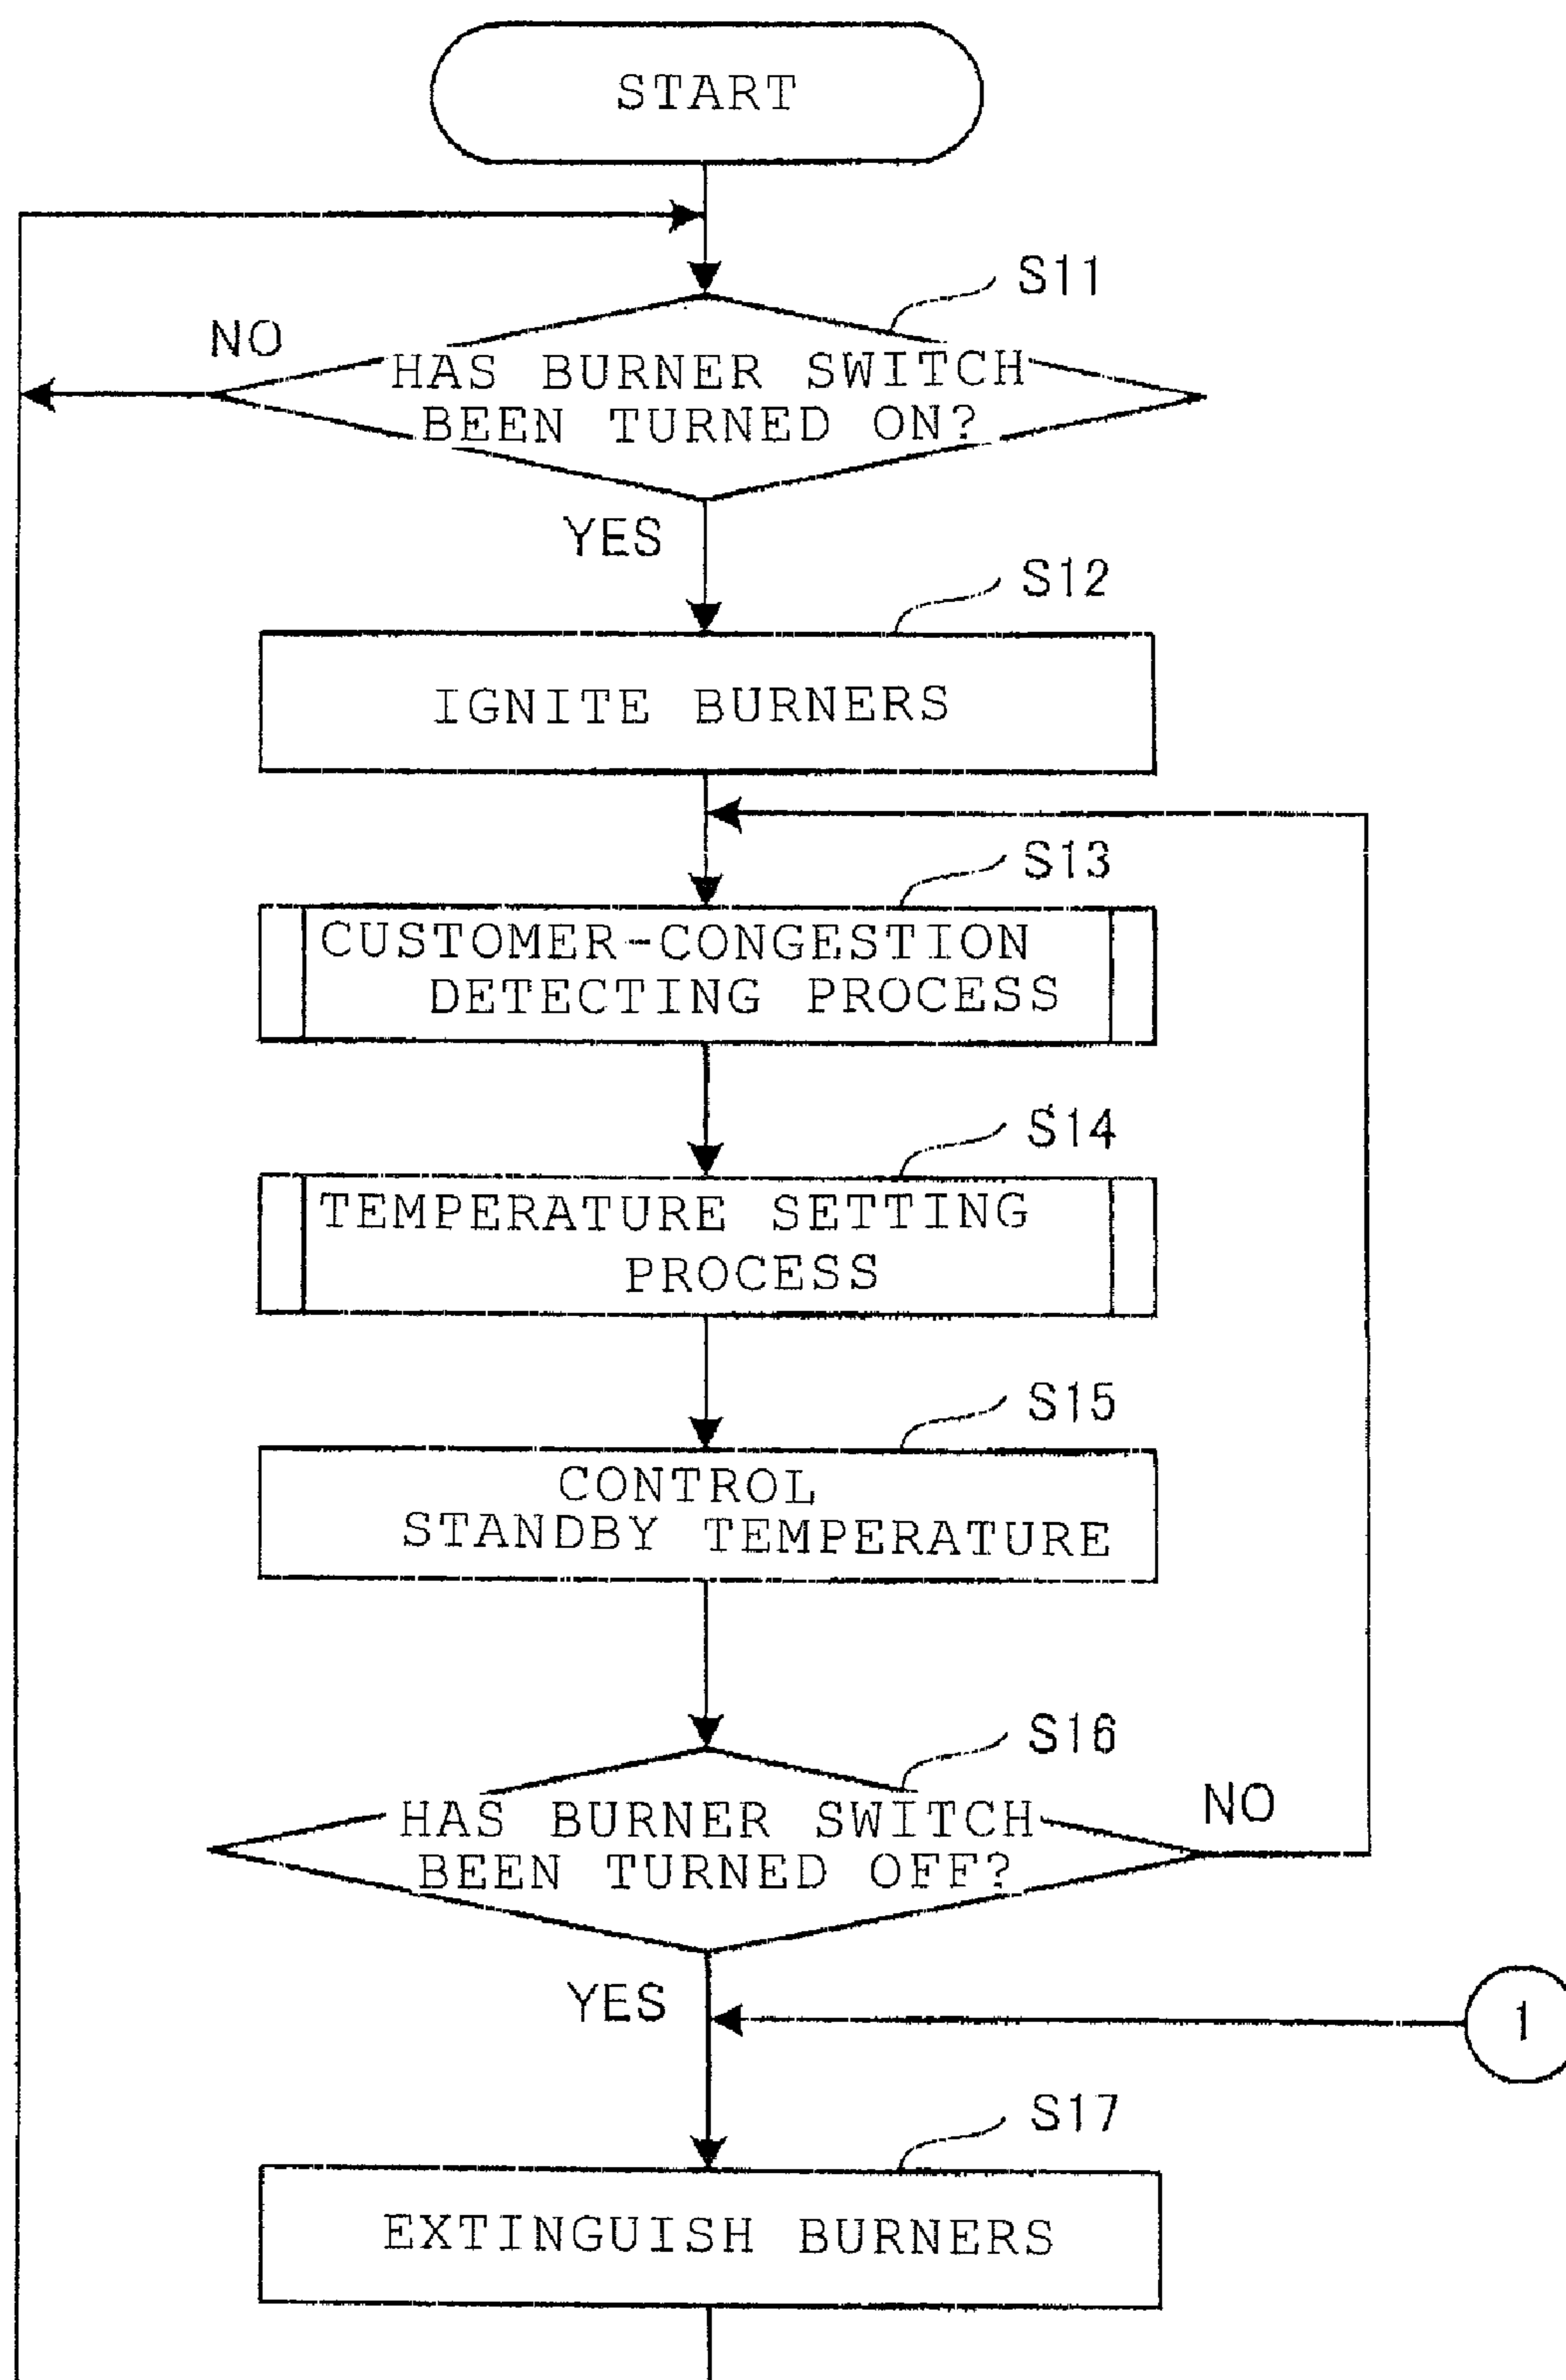 START
S11
NO
HAS BURNER SWITCH
BEEN TURNED ON?
YES
S12
IGNITE BURNERS
S13
CUSTOMER-CONGESTION
DETECTING PROCESS
S14
TEMPERATURE SETTING
PROCESS
S15
CONTROL
STANDBY TEMPERATURE
S16
HAS BURNER SWITCH
BEEN TURNED OFF?
NO
YES
1
S17
EXTINGUISH BURNERS